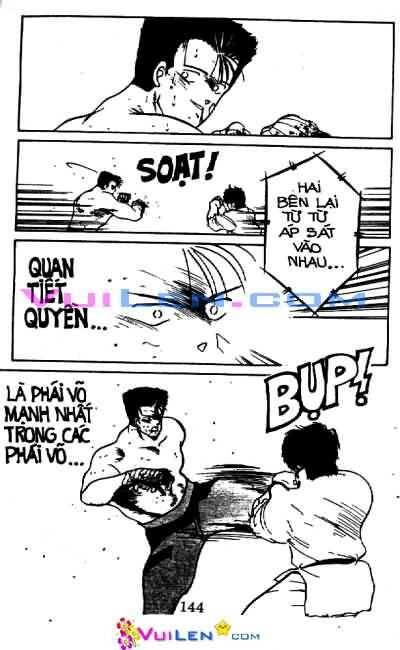 SOẠT!
HAI
BÊN LẠI
TỪ TỪ
ÁP SÁT
VÀO
NHAU...
QUAN
TIẾT
QUYỀN...
VUILEN.COM
BỤP!
LÀ PHÁI VÕ
MẠNH NHẤT
TRONG CÁC
PHÁI VÕ...
144
VUILEN.COM